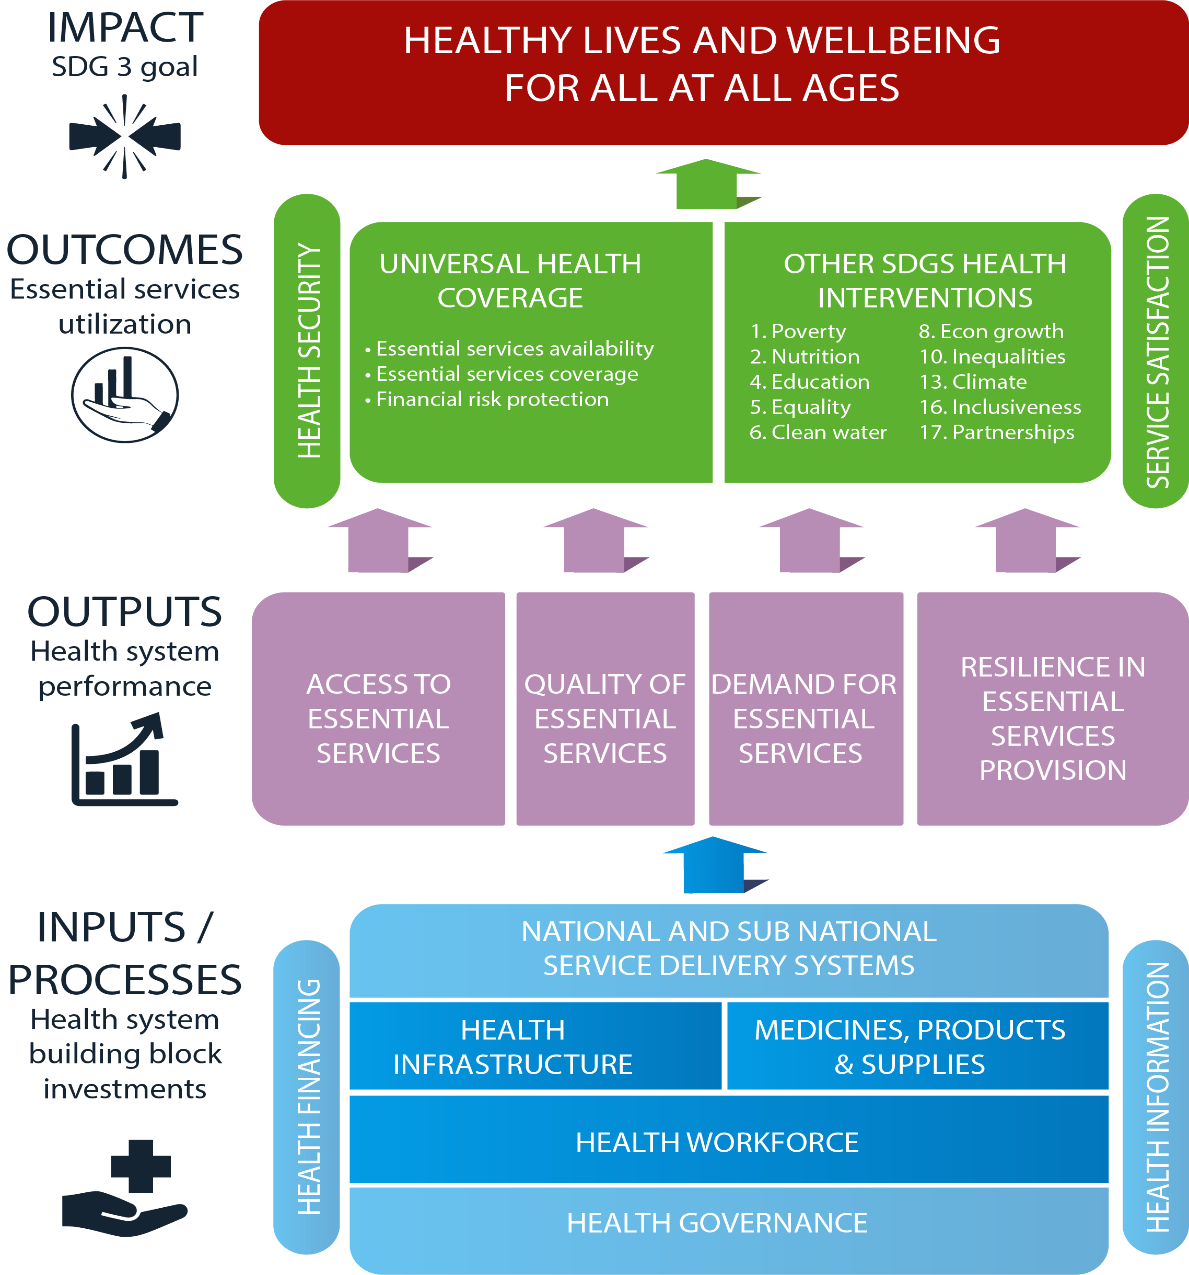 IMPACT
SDG 3 goal
HEALTHY LIVES AND WELLBEING
FOR ALL AT ALL AGES
OUTCOMES
Essential services
utilization
HEALTH SECURITY
UNIVERSAL HEALTH
COVERAGE
• Essential services availability
• Essential services coverage
• Financial risk protection
OTHER SDGS HEALTH
INTERVENTIONS
1. Poverty
2. Nutrition
4. Education
5. Equality
6. Clean water
8. Econ growth
10. Inequalities
13. Climate
16. Inclusiveness
17. Partnerships
SERVICE SATISFACTION
OUTPUTS
Health system
performance
ACCESS TO
ESSENTIAL
SERVICES
QUALITY OF
ESSENTIAL
SERVICES
DEMAND FOR
ESSENTIAL
SERVICES
RESILIENCE IN
ESSENTIAL
SERVICES
PROVISION
INPUTS /
PROCESSES
Health system
building block
investments
HEALTH FINANCING
NATIONAL AND SUB NATIONAL
SERVICE DELIVERY SYSTEMS
HEALTH
INFRASTRUCTURE
MEDICINES, PRODUCTS
& SUPPLIES
HEALTH WORKFORCE
HEALTH GOVERNANCE
HEALTH INFORMATION